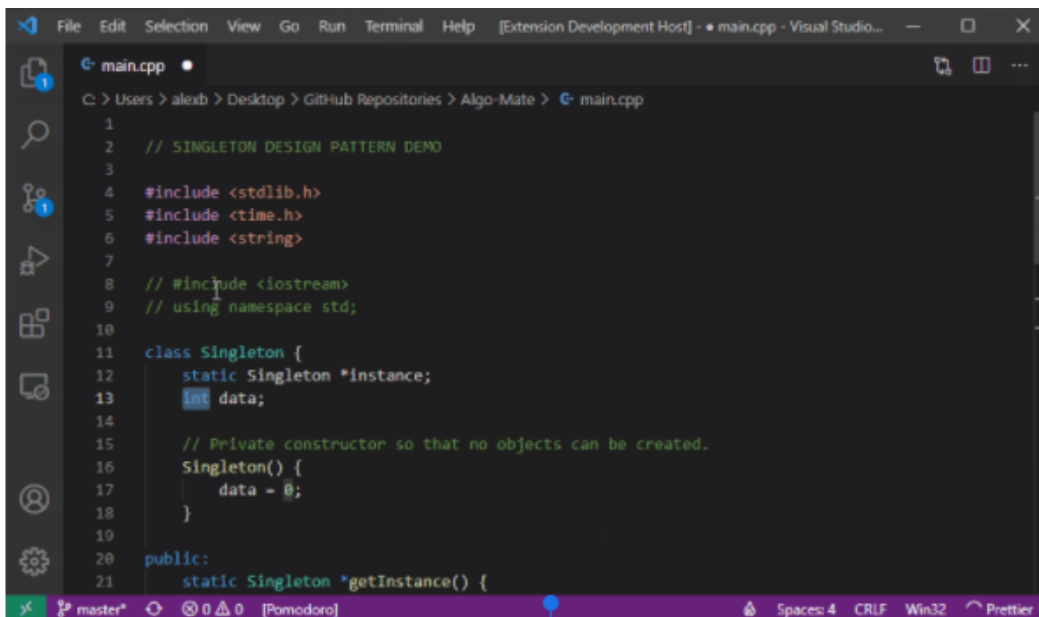 File Edit Selection View Go Run Terminal Help [Extension Development Host] - ● main.cpp - Visual Studio...
main.cpp ●
C: > Users > alexb > Desktop > GitHub Repositories > Algo-Mate > main.cpp
1
2 // SINGLETON DESIGN PATTERN DEMO
3
4 #include <stdlib.h>
5 #include <time.h>
6 #include <string>
7
8 // #include <iostream>
9 // using namespace std;
10
11 class Singleton {
12 static Singleton *instance;
13 int data;
14
15 // Private constructor so that no objects can be created.
16 Singleton() {
17 data = 0;
18 }
19
20 public:
21 static Singleton *getInstance() {
1
1
master* 0 0 [Pomodoro] Spaces: 4 CRLF Win32 Prettier